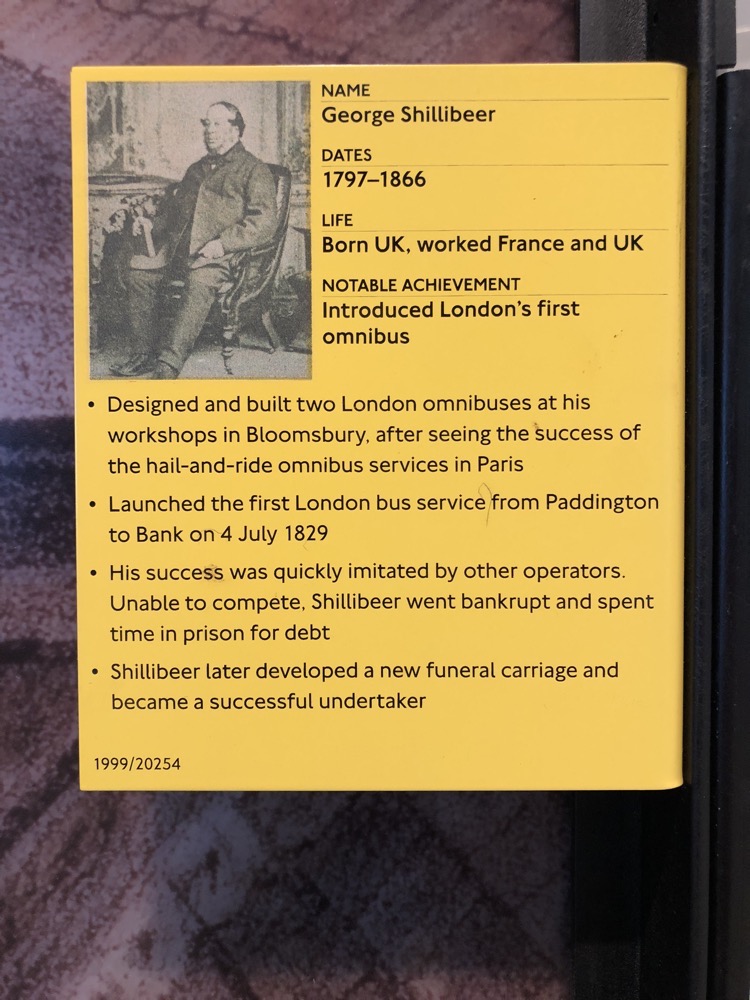 NAME
George Shillibeer
DATES
1797–1866
LIFE
Born UK, worked France and UK
NOTABLE ACHIEVEMENT
Introduced London's first
omnibus
• Designed and built two London omnibuses at his
workshops in Bloomsbury, after seeing the success of
the hail-and-ride omnibus services in Paris
• Launched the first London bus service from Paddington
to Bank on 4 July 1829
• His success was quickly imitated by other operators.
Unable to compete, Shillibeer went bankrupt and spent
time in prison for debt
• Shillibeer later developed a new funeral carriage and
became a successful undertaker
1999/20254